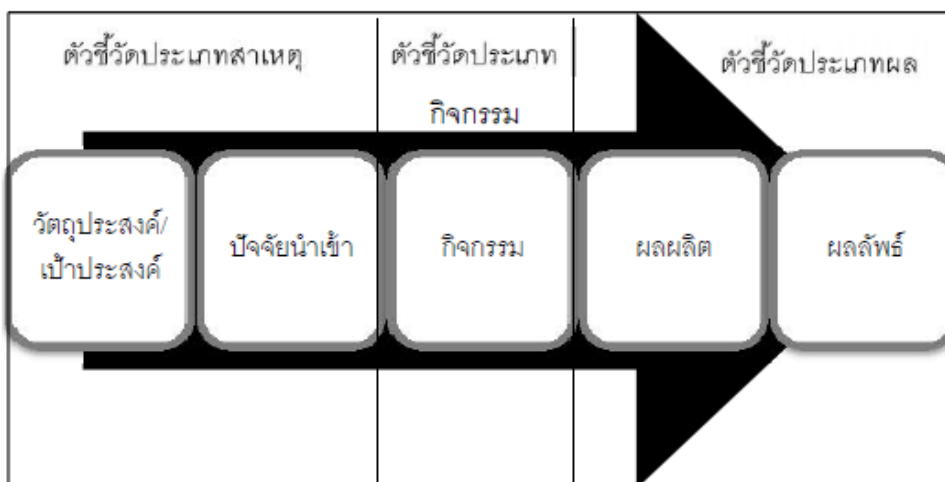 ตัวชี้วัดประเภทสาเหตุ
ตัวชี้วัดประเภท
กิจกรรม
ตัวชี้วัดประเภทผล
วัตถุประสงค์/
เป้าประสงค์
ปัจจัยนำเข้า
กิจกรรม
ผลผลิต
ผลลัพธ์